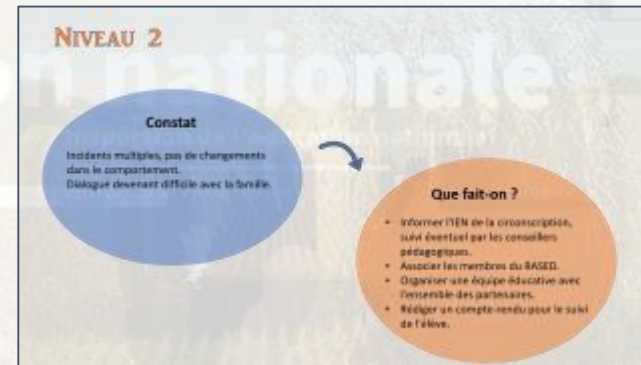 NIVEAU 2
on nationale
Constat
Incidents multiples, pas de changements
dans le comportement.
Dialogue devenant difficile avec la famille.
Que fait-on ?
• Informer l'IEN de la circonscription,
suivi éventuel par les conseillers
pédagogiques.
• Associer les membres du RASED.
• Organiser une équipe éducative avec
l'ensemble des partenaires.
• Rédiger un compte-rendu pour le suivi
de l'élève.